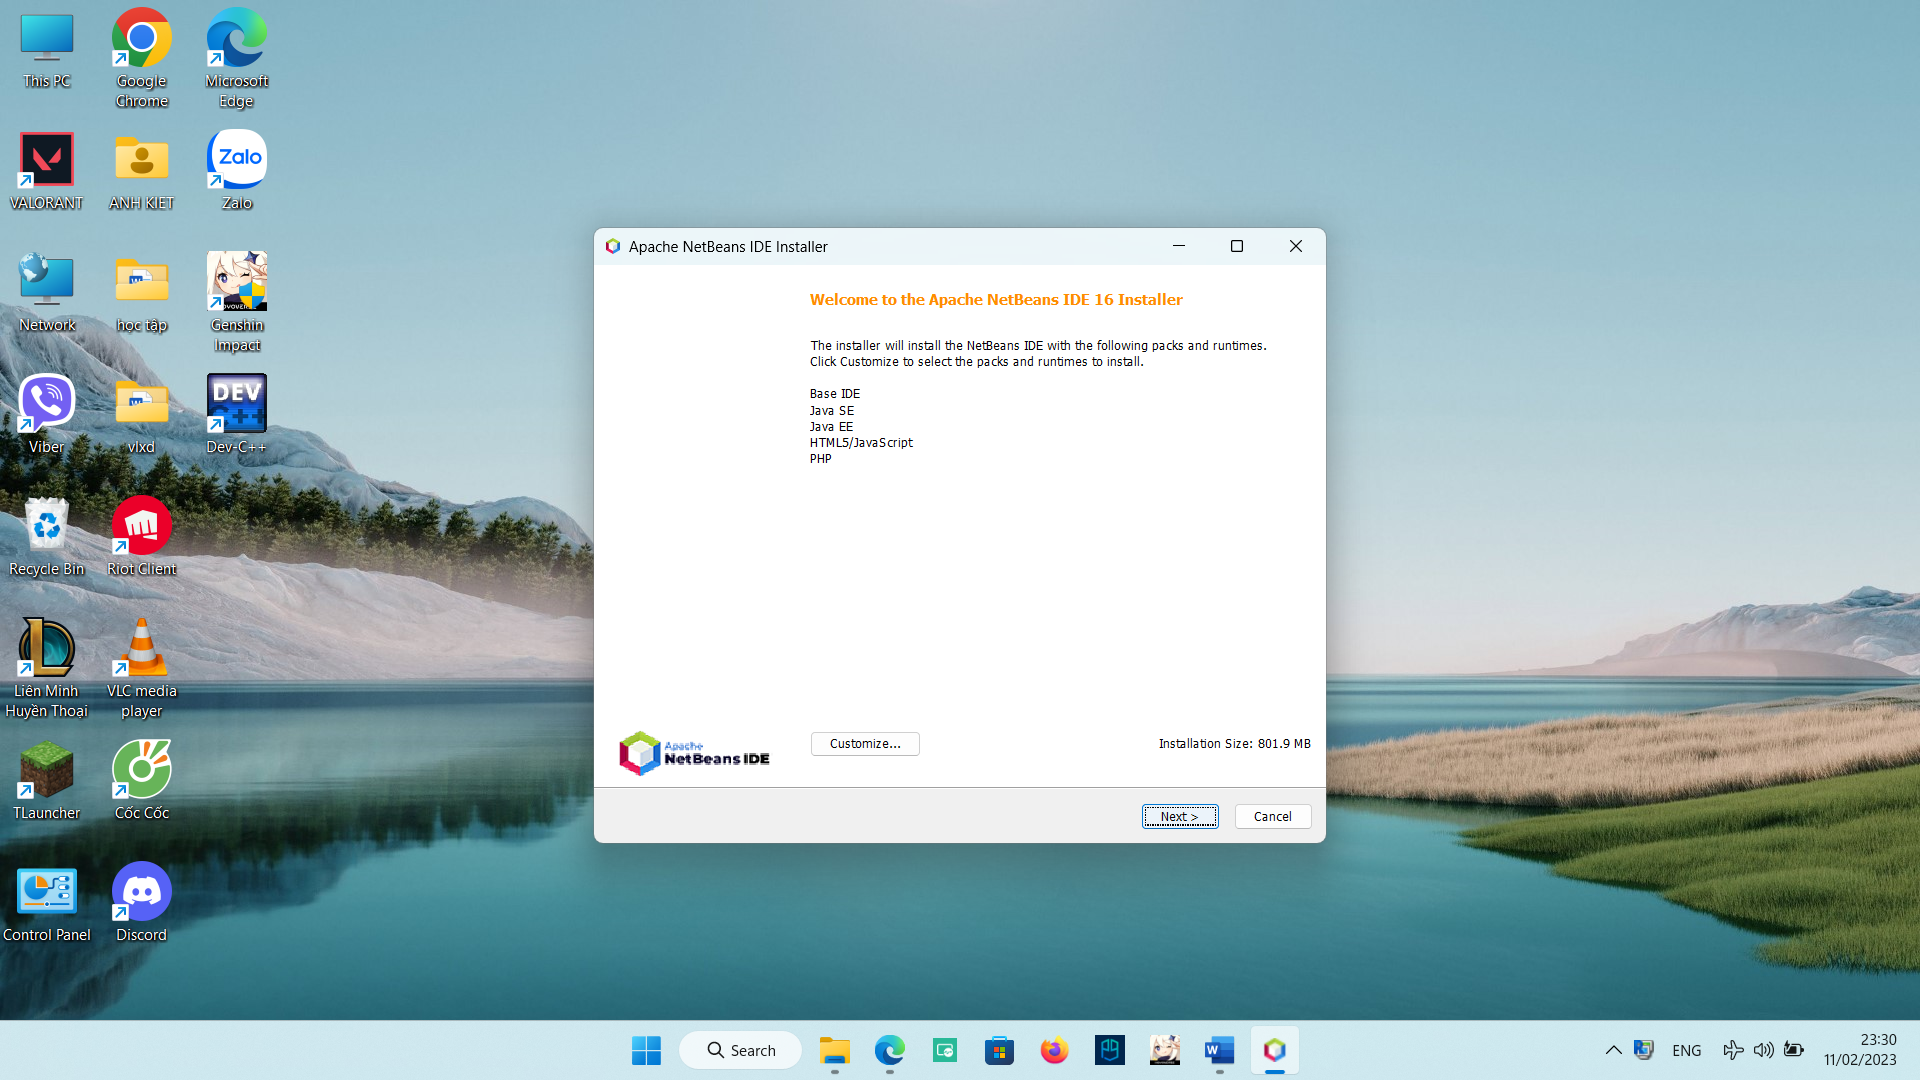 This PC
Google
Chrome
Microsoft
Edge
VALORANT
ANH KIET
Zalo
Zalo
Network
học tập
Genshin
Impact
Viber
vlxd
DEV
C++
Dev-C++
Recycle Bin
Riot Client
Liên Minh
Huyền Thoại
VLC media
player
TLauncher
Cốc Cốc
Control Panel
Discord
Apache NetBeans IDE Installer
Welcome to the Apache NetBeans IDE 16 Installer
The installer will install the NetBeans IDE with the following packs and runtimes.
Click Customize to select the packs and runtimes to install.
Base IDE
Java SE
Java EE
HTML5/JavaScript
PHP
Apache
NetBeans IDE
Customize...
Installation Size: 801.9 MB
Next >
Cancel
Search
W
ENG
23:30
11/02/2023